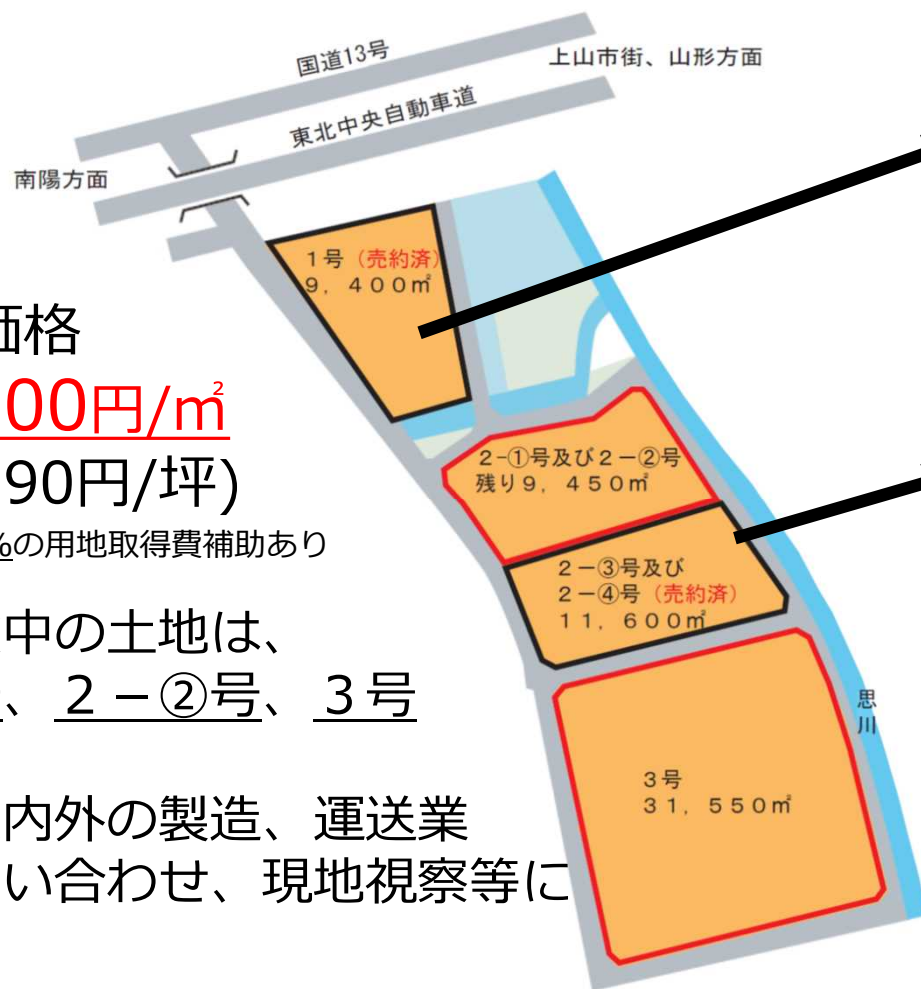 国道13号
上山市街、山形方面
東北中央自動車道
南陽方面
1号（売約済）
9，400㎡
価格
00円/㎡
90円/坪)
%の用地取得費補助あり
2-①号及び2－②号
残り9，450㎡
2－③号及び
2－④号（売約済）
11，600㎡
中の土地は、
、2－②号、3号
思川
3号
31，550㎡
内外の製造、運送業
い合わせ、現地視察等に